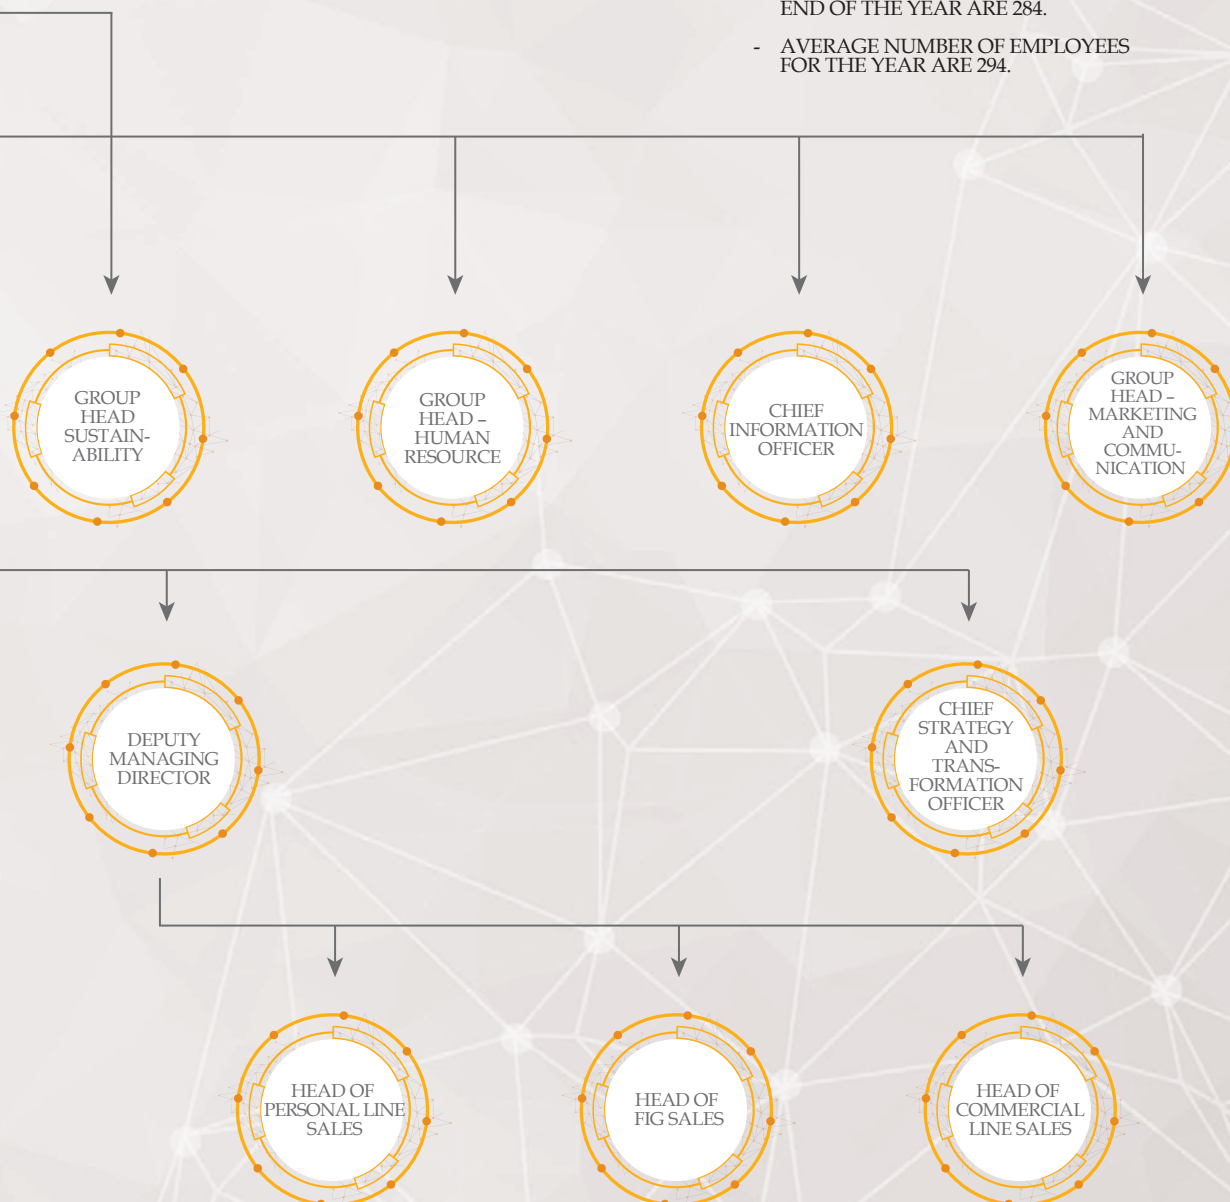 END OF THE YEAR ARE 284.
- AVERAGE NUMBER OF EMPLOYEES
FOR THE YEAR ARE 294.
GROUP
HEAD
SUSTAIN-
ABILITY
GROUP
HEAD –
HUMAN
RESOURCE
CHIEF
INFORMATION
OFFICER
GROUP
HEAD –
MARKETING
AND
COMMU-
NICATION
DEPUTY
MANAGING
DIRECTOR
CHIEF
STRATEGY
AND
TRANS-
FORMATION
OFFICER
HEAD OF
PERSONAL LINE
SALES
HEAD OF
FIG SALES
HEAD OF
COMMERCIAL
LINE SALES